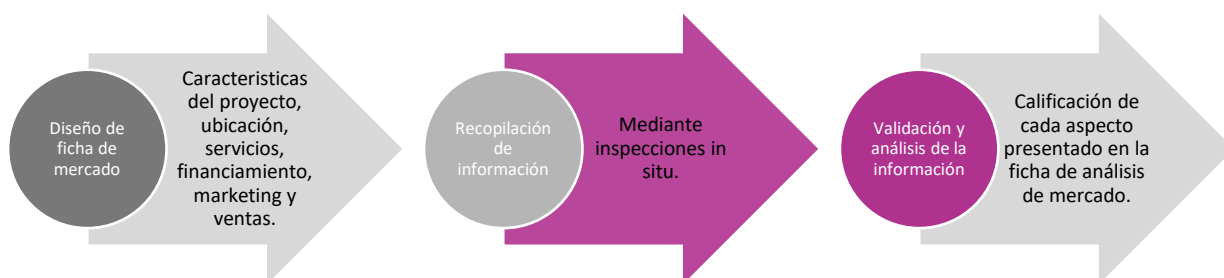 Diseño de
ficha de
mercado
Caracteristicas
del proyecto,
ubicación,
servicios,
financiamiento,
marketing y
ventas.
Recopilación
de
información
Mediante
inspecciones in
situ.
Validación y
análisis de la
información
Calificación de
cada aspecto
presentado en la
ficha de análisis
de mercado.